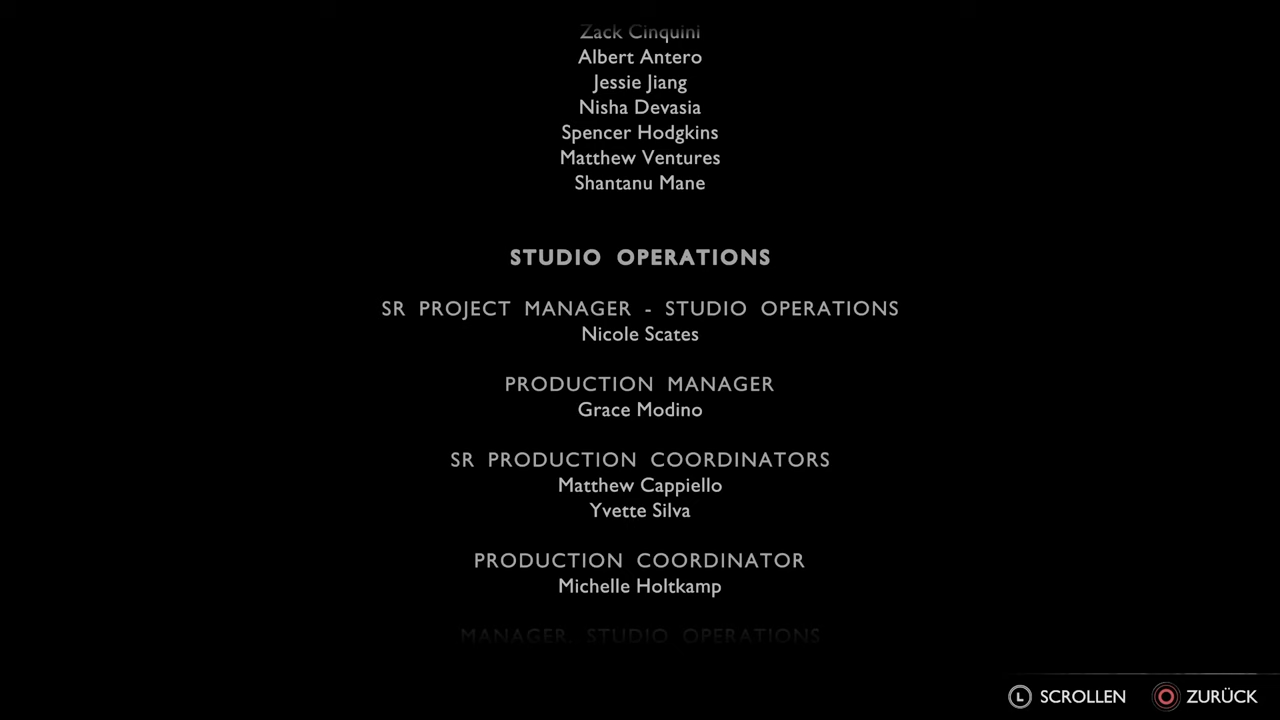 Zack Cinquini
Albert Antero
Jessie Jiang
Nisha Devasia
Spencer Hodgkins
Matthew Ventures
Shantanu Mane
STUDIO OPERATIONS
SR PROJECT MANAGER - STUDIO OPERATIONS
Nicole Scates
PRODUCTION MANAGER
Grace Modino
SR PRODUCTION COORDINATORS
Matthew Cappiello
Yvette Silva
PRODUCTION COORDINATOR
Michelle Holtkamp
MANAGER, STUDIO OPERATIONS
L SCROLLEN ZURÜCK